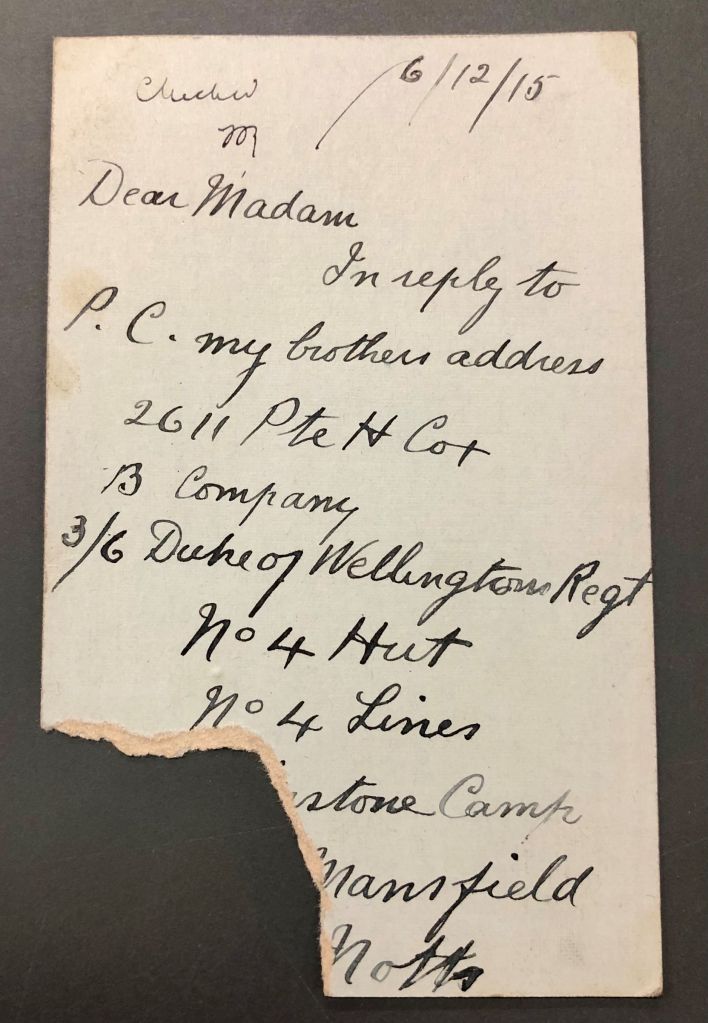 Checked
6/12/15
M
Dear Madam
In reply to
P. C. my brothers address
2611 Pte H Cox
B Company
3/6 Duke of Wellingtons Regt
No 4 Hut
No 4 Lines
stone Camp
Mansfield
Notts